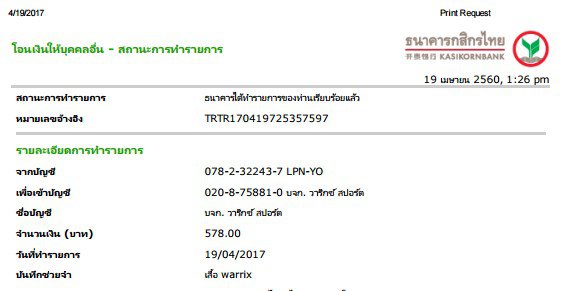 4/19/2017 Print Request
โอนเงินให้บุคคลอื่น - สถานะการทำรายการ
ธนาคารกสิกรไทย
开泰银行 KASIKORNBANK
19 เมษายน 2560, 1:26 pm
สถานะการทำรายการ ธนาคารได้ทำรายการของท่านเรียบร้อยแล้ว
หมายเลขอ้างอิง TRTR170419725357597
รายละเอียดการทำรายการ
จากบัญชี 078-2-32243-7 LPN-YO
เพื่อเข้าบัญชี 020-8-75881-0 บจก. วาริกซ์ สปอร์ต
ชื่อบัญชี บจก. วาริกซ์ สปอร์ต
จำนวนเงิน (บาท) 578.00
วันที่ทำรายการ 19/04/2017
บันทึกช่วยจำ เสื้อ warrix